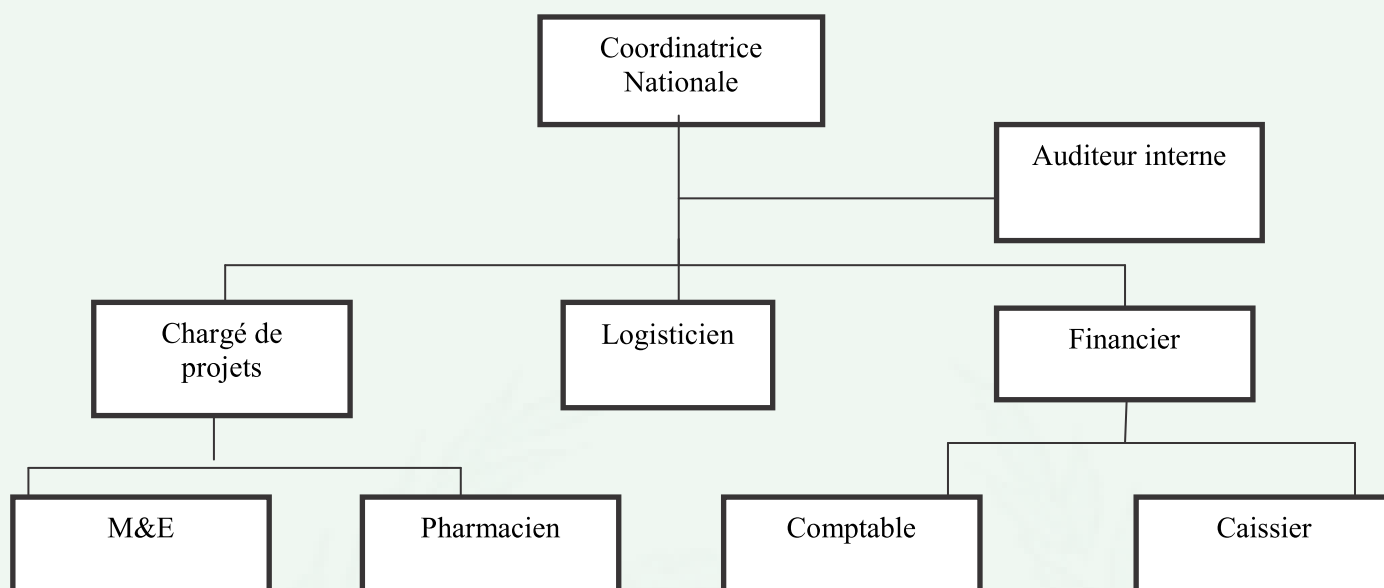 Coordinatrice
Nationale
Auditeur interne
Chargé de
projets
Logisticien
Financier
M&E
Pharmacien
Comptable
Caissier